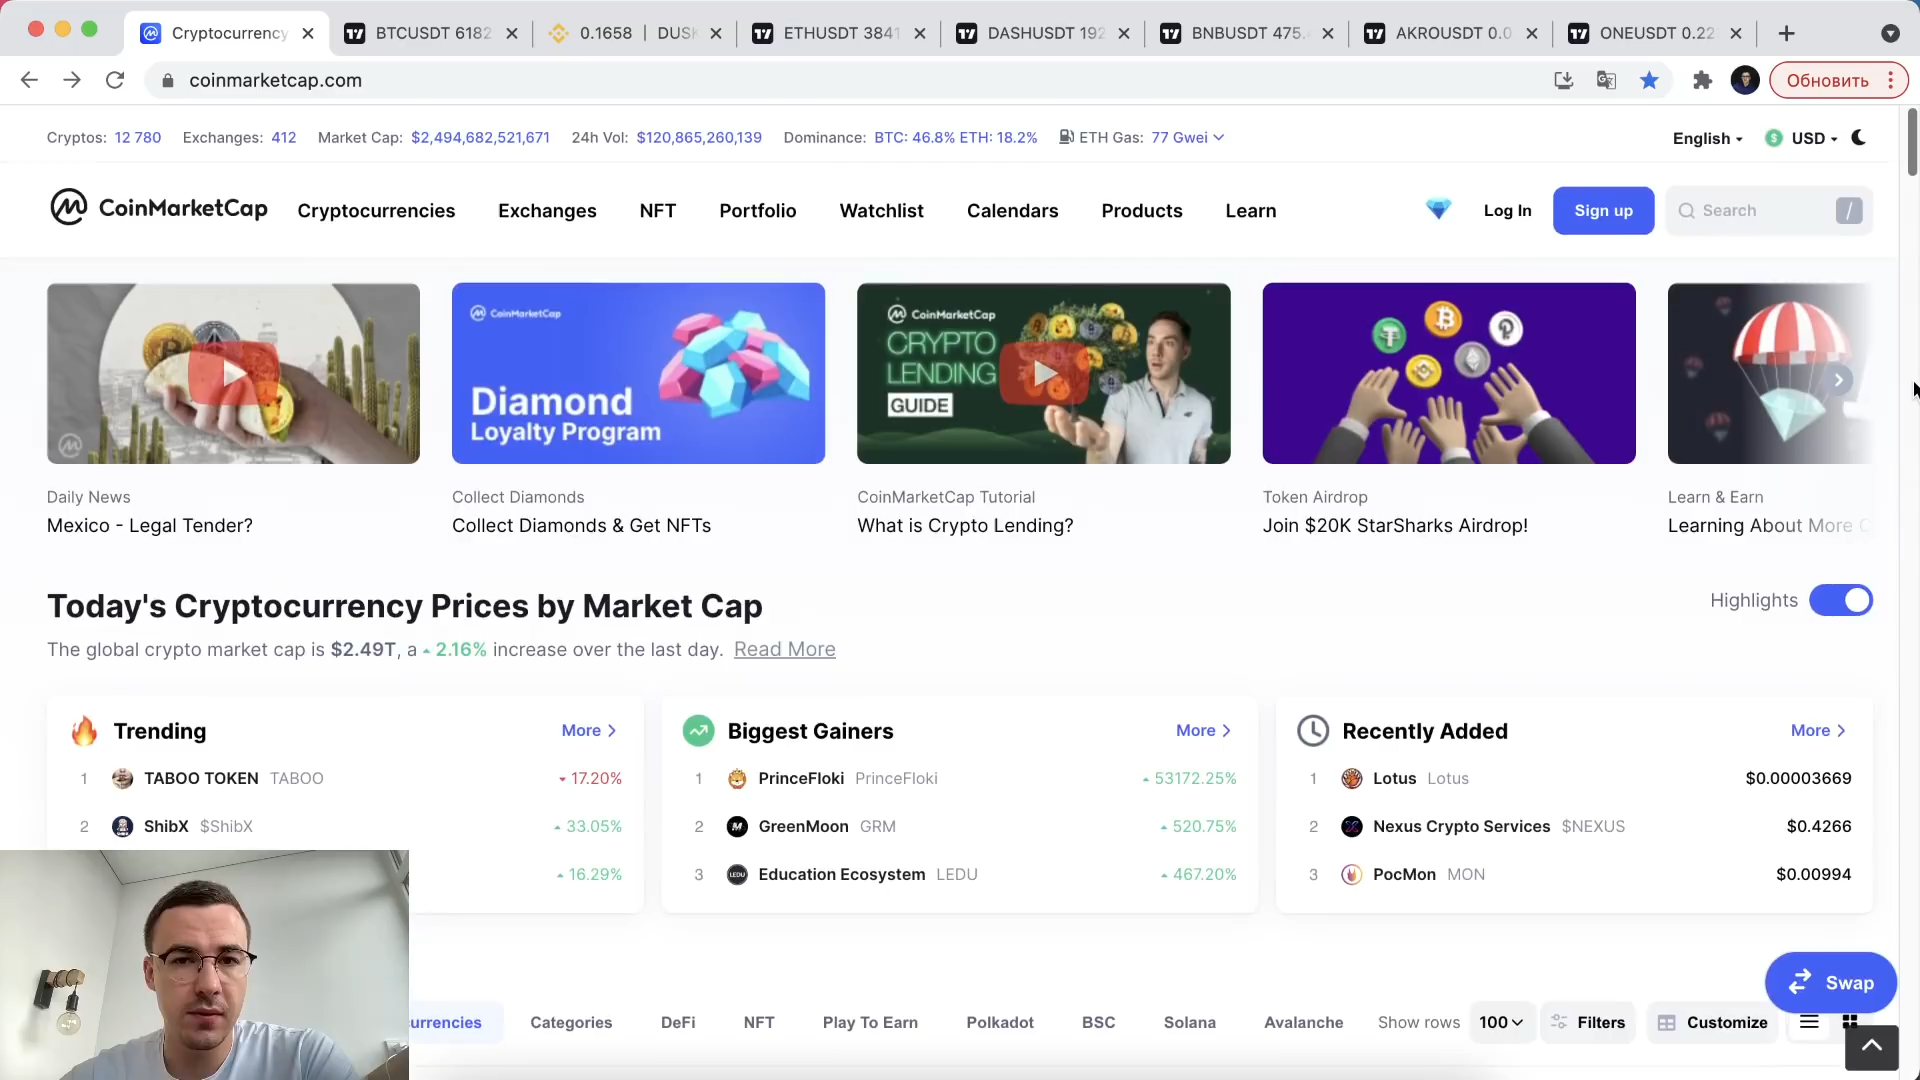 Cryptocurrency
BTCUSDT 6182
0.1658 | DUSK
ETHUSDT 3841
DASHUSDT 192
BNBUSDT 475.
AKROUSDT 0.0
ONEUSDT 0.22
coinmarketcap.com
Обновить
Cryptos: 12 780 Exchanges: 412 Market Cap: $2,494,682,521,671 24h Vol: $120,865,260,139 Dominance: BTC: 46.8% ETH: 18.2% ETH Gas: 77 Gwei
English USD
CoinMarketCap Cryptocurrencies Exchanges NFT Portfolio Watchlist Calendars Products Learn
Log In Sign up Search /
CoinMarketCap
Diamond
Loyalty Program
CoinMarketCap
CRYPTO
LENDING
GUIDE
Daily News
Mexico - Legal Tender?
Collect Diamonds
Collect Diamonds & Get NFTs
CoinMarketCap Tutorial
What is Crypto Lending?
Token Airdrop
Join $20K StarSharks Airdrop!
Learn & Earn
Learning About More C
Today's Cryptocurrency Prices by Market Cap
Highlights
The global crypto market cap is $2.49T, a 2.16% increase over the last day. Read More
Trending More
1 TABOO TOKEN TABOO 17.20%
2 ShibX $ShibX 33.05%
16.29%
Biggest Gainers More
1 PrinceFloki PrinceFloki 53172.25%
2 GreenMoon GRM 520.75%
3 LEDU Education Ecosystem LEDU 467.20%
Recently Added More
1 Lotus Lotus $0.00003669
2 Nexus Crypto Services $NEXUS $0.4266
3 PocMon MON $0.00994
Swap
urrencies Categories DeFi NFT Play To Earn Polkadot BSC Solana Avalanche Show rows 100 Filters Customize